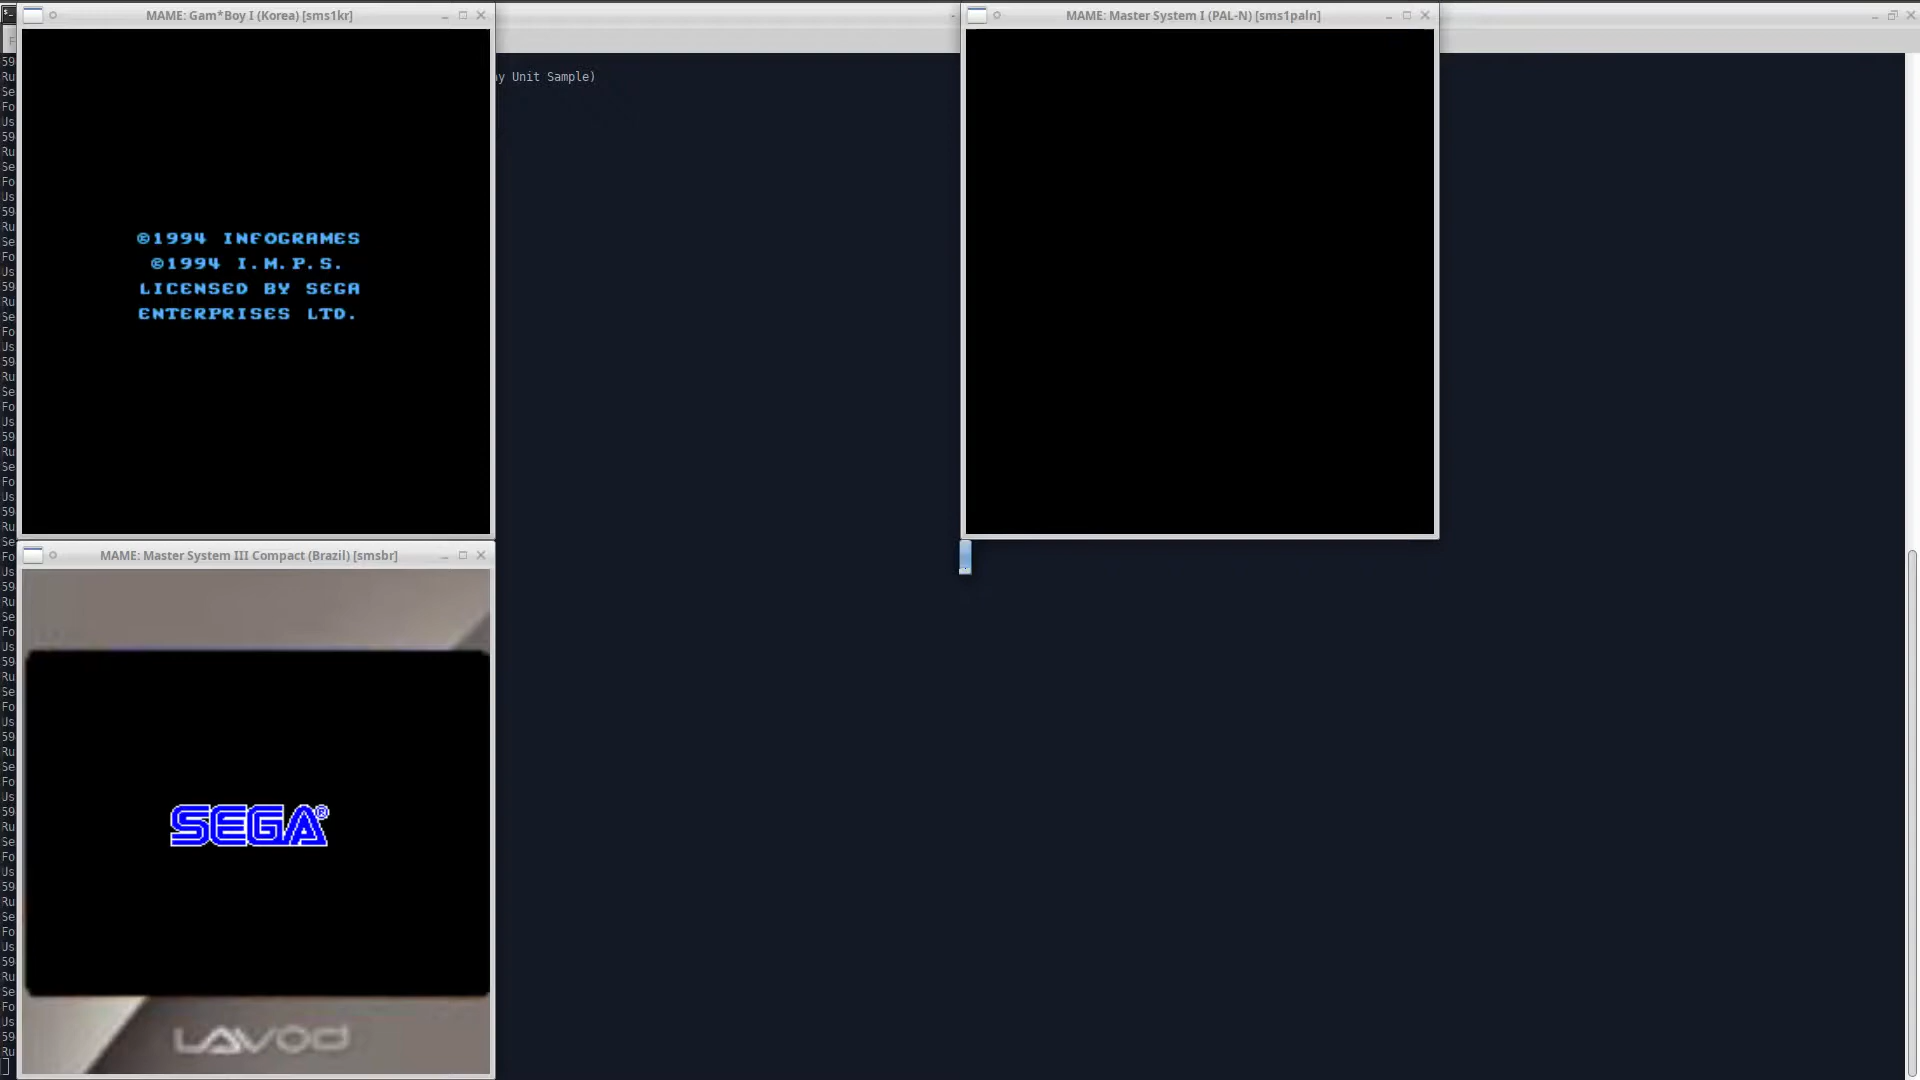 MAME: Gam*Boy I (Korea) [sms1kr]
MAME: Master System I (PAL-N) [sms1paln]
Unit Sample)
©1994 INFOGRAMES
©1994 I.M.P.S.
LICENSED BY SEGA
ENTERPRISES LTD.
MAME: Master System III Compact (Brazil) [smsbr]
SEGA®
LAVOD